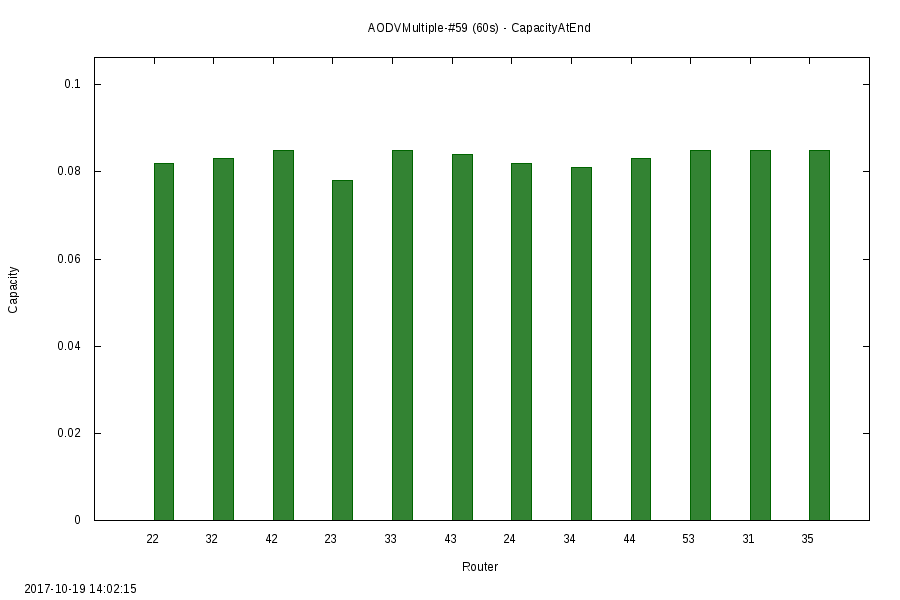 AODVMultiple-#59 (60s) - CapacityAtEnd
0.1
0.08
0.06
0.04
0.02
0
Capacity
22 32 42 23 33 43 24 34 44 53 31 35
Router
2017-10-19 14:02:15